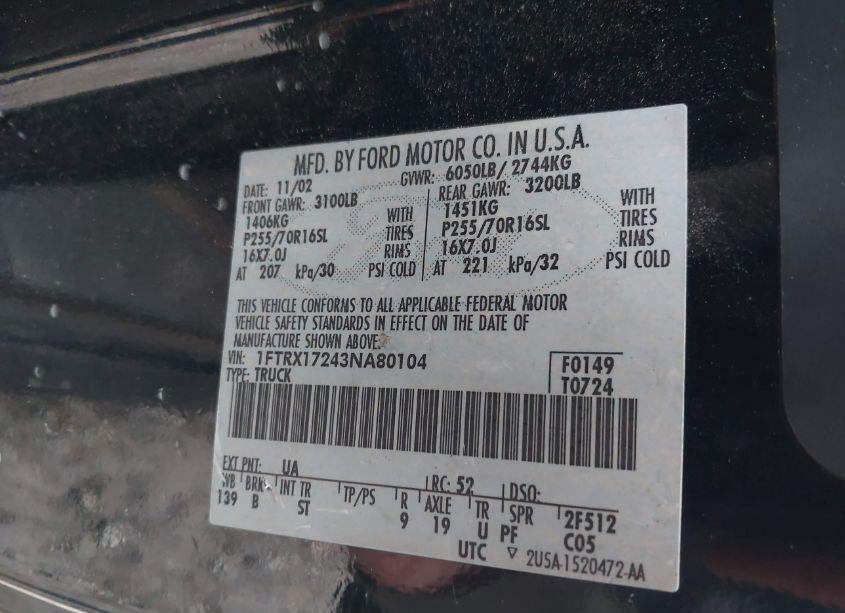 MFD. BY FORD MOTOR CO. IN U.S.A.
DATE: 11/02 GVWR: 6050LB/ 2744KG
FRONT GAWR: 3100LB REAR GAWR: 3200LB
1406KG WITH 1451KG WITH
P255/70R16SL TIRES P255/70R16SL TIRES
16X7.0J RIMS 16X7.0J RIMS
AT 207 kPa/30 PSI COLD AT 221 kPa/32 PSI COLD
THIS VEHICLE CONFORMS TO ALL APPLICABLE FEDERAL MOTOR
VEHICLE SAFETY STANDARDS IN EFFECT ON THE DATE OF
MANUFACTURE SHOWN ABOVE.
VIN: 1FTRX17243NA80104 F0149
TYPE: TRUCK T0724
EXT PNT: UA RC: 52 DSO:
WB BRK INT TR TP/PS R AXLE TR SPR 2F512
139 B ST 9 19 U PF C05
UTC ▽ 2U5A-1520472-AA